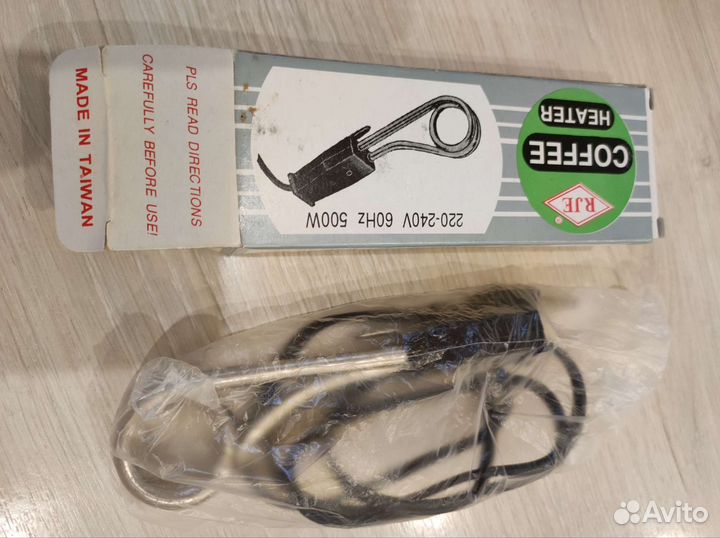 MADE IN TAIWAN
PLS READ DIRECTIONS
CAREFULLY BEFORE USE!
220-240V 60Hz 500W
RJE
COFFEE
HEATER
Avito